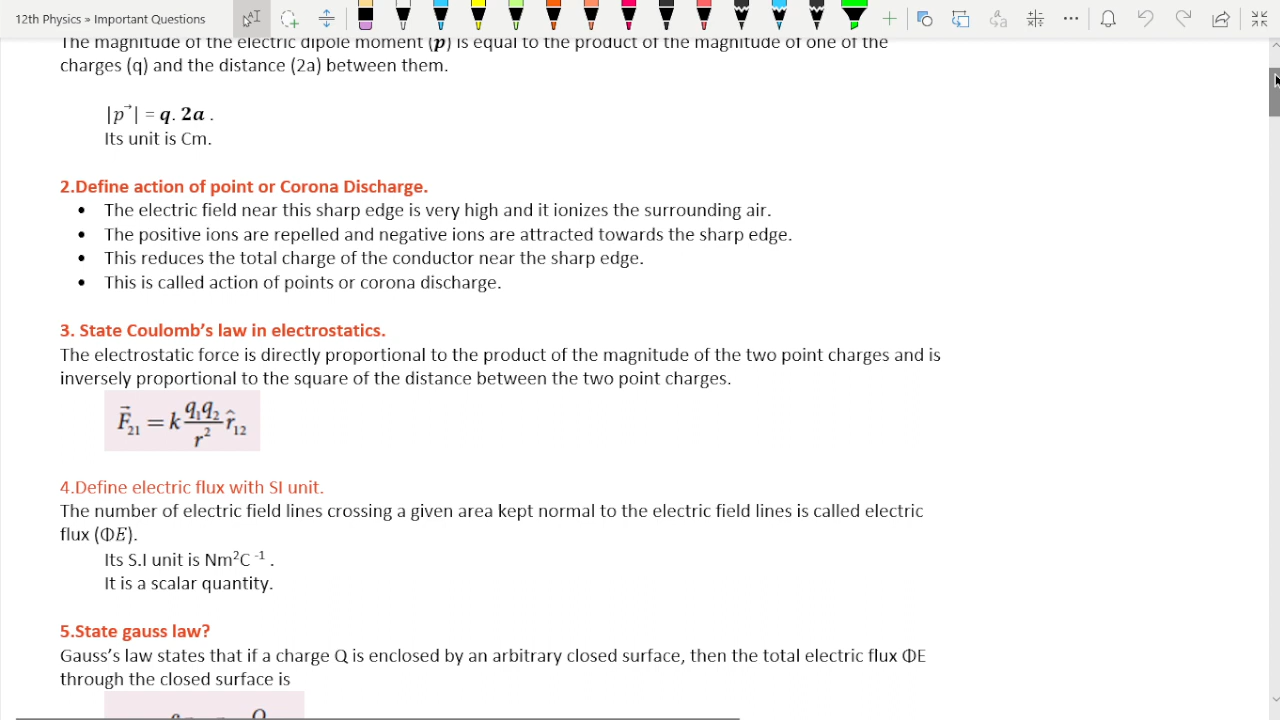 12th Physics » Important Questions
The magnitude of the electric dipole moment (p) is equal to the product of the magnitude of one of the
charges (q) and the distance (2a) between them.
|p⃗| = q. 2a .
Its unit is Cm.
2.Define action of point or Corona Discharge.
• The electric field near this sharp edge is very high and it ionizes the surrounding air.
• The positive ions are repelled and negative ions are attracted towards the sharp edge.
• This reduces the total charge of the conductor near the sharp edge.
• This is called action of points or corona discharge.
3. State Coulomb’s law in electrostatics.
The electrostatic force is directly proportional to the product of the magnitude of the two point charges and is
inversely proportional to the square of the distance between the two point charges.
F⃗₂₁ = k q₁q₂/r² r̂₁₂
4.Define electric flux with SI unit.
The number of electric field lines crossing a given area kept normal to the electric field lines is called electric
flux (ΦE).
Its S.I unit is Nm²C ⁻¹ .
It is a scalar quantity.
5.State gauss law?
Gauss’s law states that if a charge Q is enclosed by an arbitrary closed surface, then the total electric flux ΦE
through the closed surface is
Q